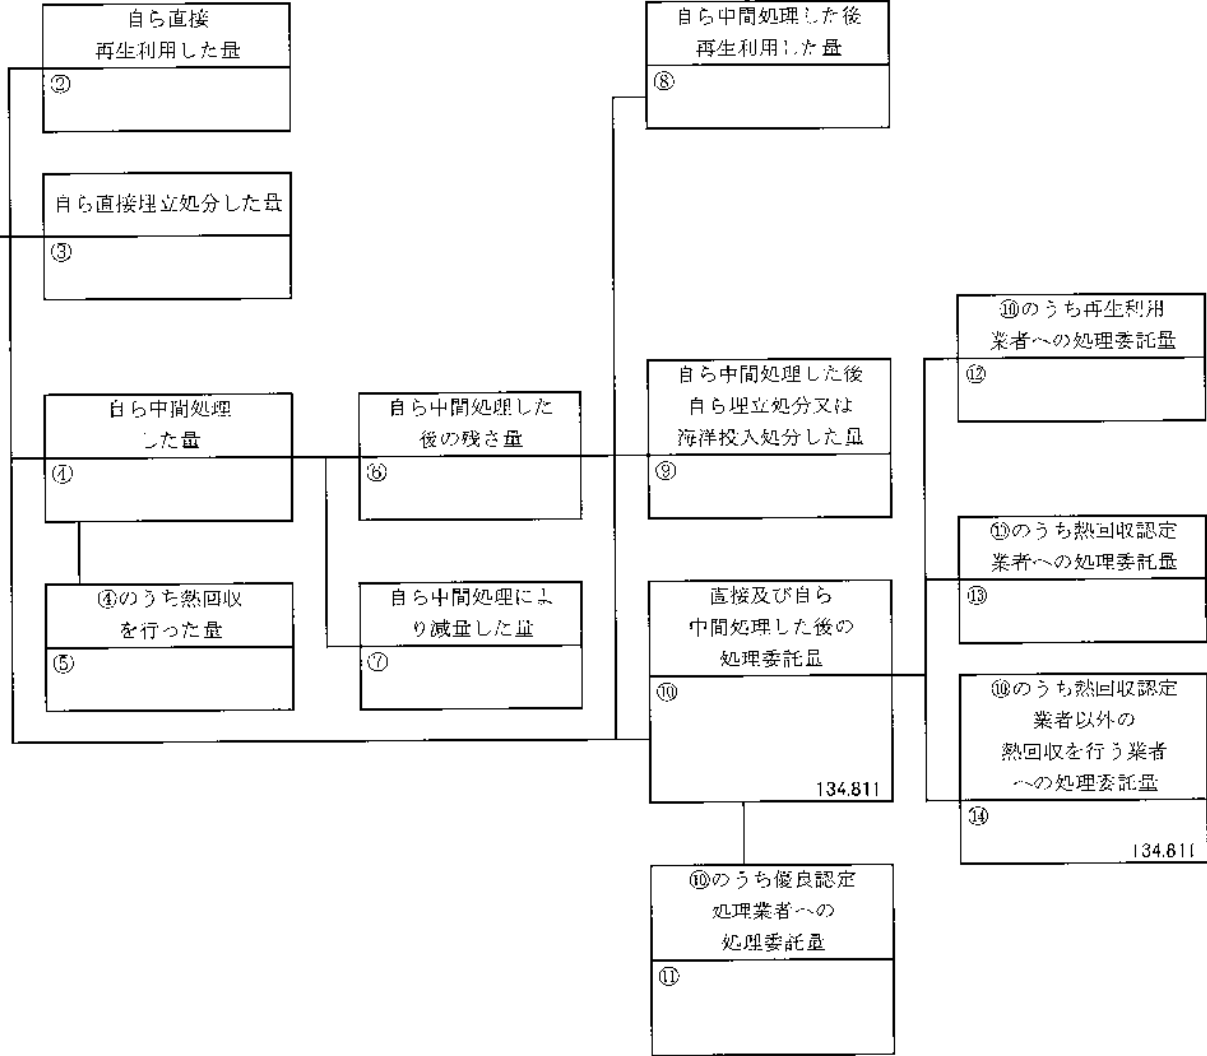 自ら直接
再生利用した量
②
自ら直接埋立処分した量
③
自ら中間処理
した量
④
④のうち熱回収
を行った量
⑤
自ら中間処理した
後の残さ量
⑥
自ら中間処理によ
り減量した量
⑦
自ら中間処理した後
再生利用した量
⑧
自ら中間処理した後
自ら埋立処分又は
海洋投入処分した量
⑨
直接及び自ら
中間処理した後の
処理委託量
⑩
134.811
⑩のうち優良認定
処理業者への
処理委託量
⑪
⑩のうち再生利用
業者への処理委託量
⑫
⑩のうち熱回収認定
業者への処理委託量
⑬
⑩のうち熱回収認定
業者以外の
熱回収を行う業者
への処理委託量
⑭
134.811